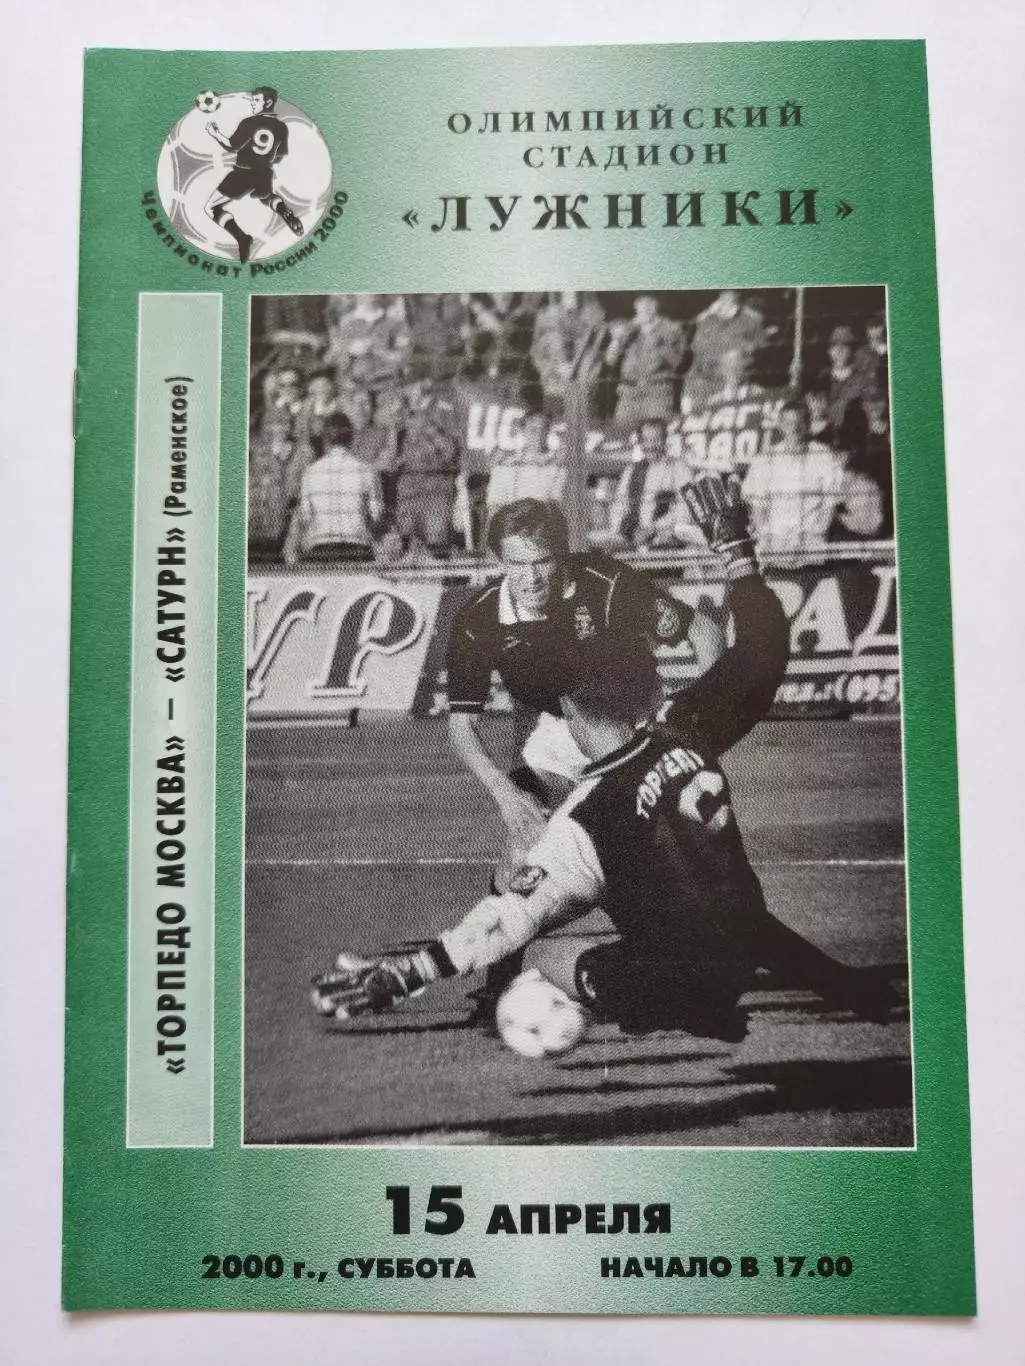 9
Чемпионат России 2000
ОЛИМПИЙСКИЙ
СТАДИОН
«ЛУЖНИКИ»
«ТОРПЕДО МОСКВА» – «САТУРН» (Раменское)
15 АПРЕЛЯ
2000 г., СУББОТА
НАЧАЛО В 17.00